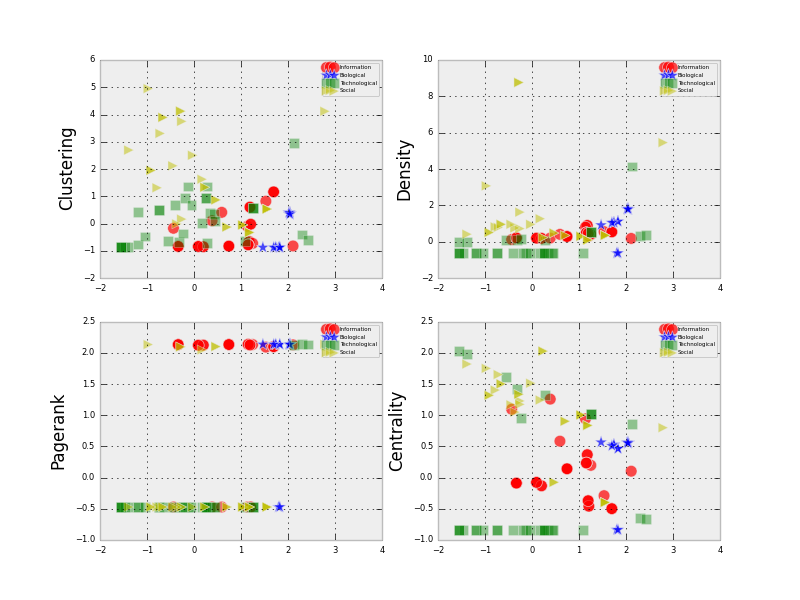 Clustering
6
5
4
3
2
1
0
−1
−2
−2 −1 0 1 2 3 4
Information
Biological
Technological
Social
Density
10
8
6
4
2
0
−2
−2 −1 0 1 2 3 4
Information
Biological
Technological
Social
Pagerank
2.5
2.0
1.5
1.0
0.5
0.0
−0.5
−1.0
−2 −1 0 1 2 3 4
Information
Biological
Technological
Social
Centrality
2.5
2.0
1.5
1.0
0.5
0.0
−0.5
−1.0
−2 −1 0 1 2 3 4
Information
Biological
Technological
Social